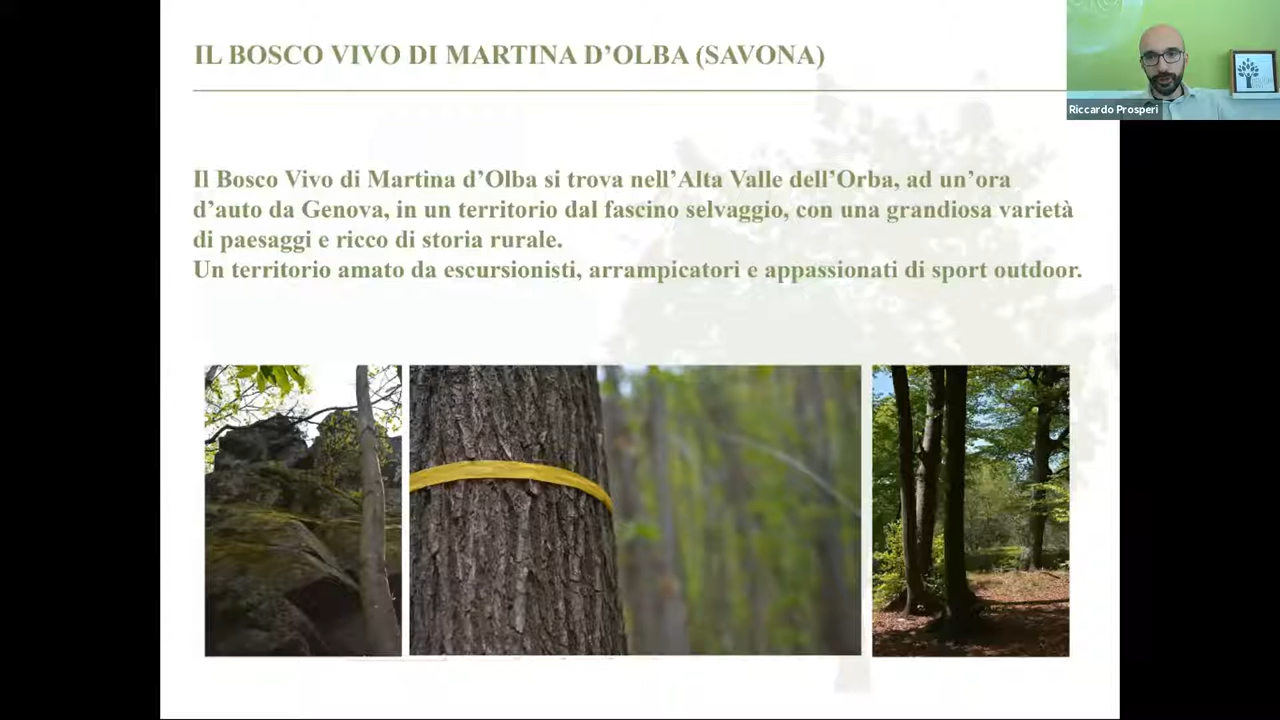 IL BOSCO VIVO DI MARTINA D’OLBA (SAVONA)
Riccardo Prosperi
Il Bosco Vivo di Martina d’Olba si trova nell’Alta Valle dell’Orba, ad un’ora
d’auto da Genova, in un territorio dal fascino selvaggio, con una grandiosa varietà
di paesaggi e ricco di storia rurale.
Un territorio amato da escursionisti, arrampicatori e appassionati di sport outdoor.